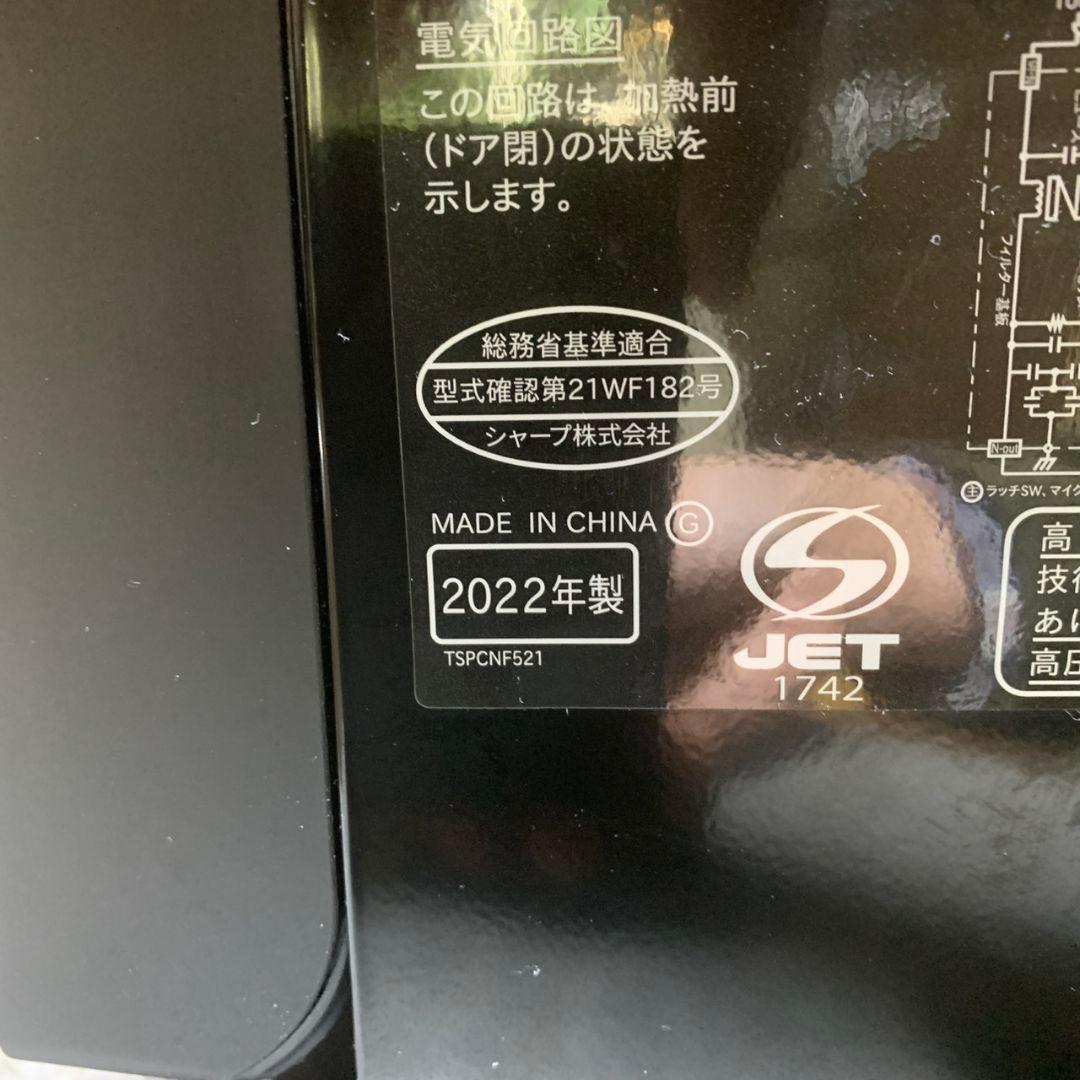 電気回路図
この回路は、加熱前
(ドア閉)の状態を
示します。
フィルター基板
総務省基準適合
型式確認第21WF182号
シャープ株式会社
N-out
主 ラッチSW、マイク
MADE IN CHINA G
2022年製
TSPCNF521
S
JET
1742
高
技術
あり
高圧